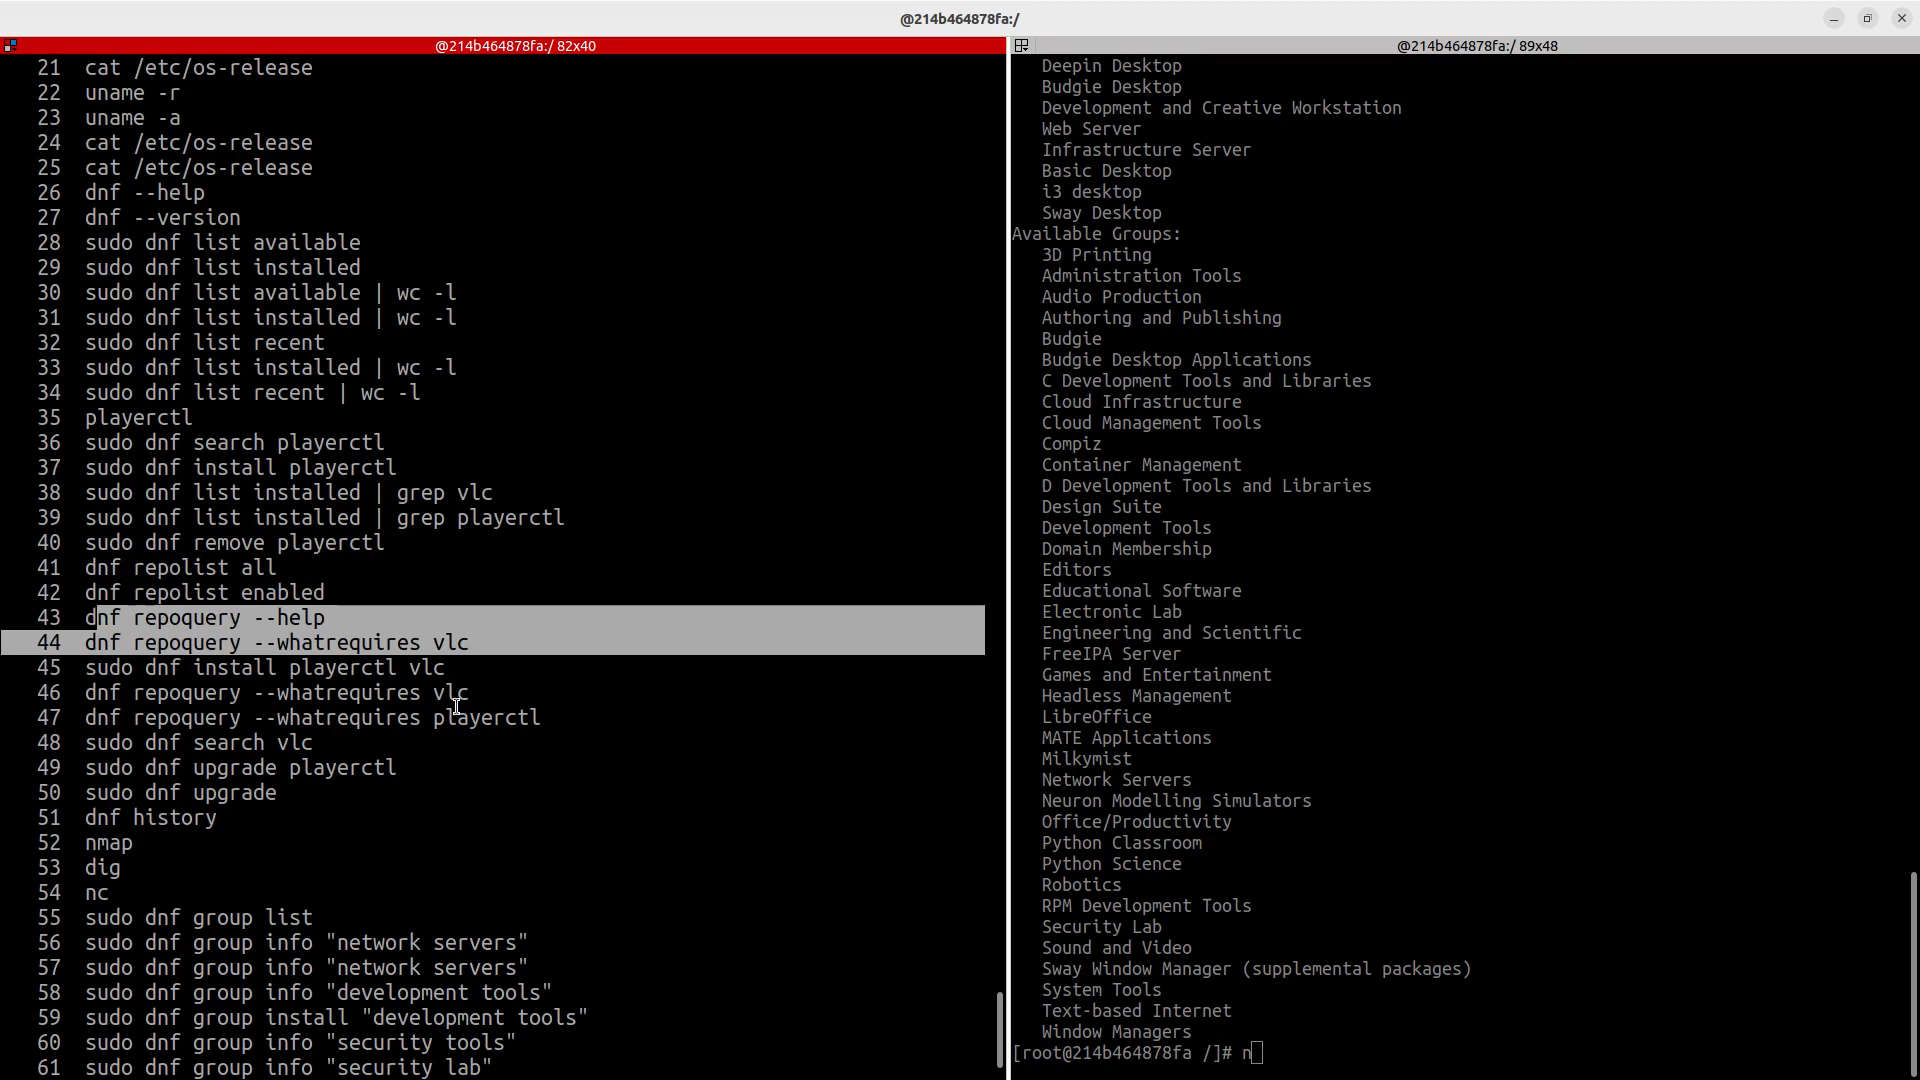 @214b464878fa:/
@214b464878fa:/ 82x40
21 cat /etc/os-release
22 uname -r
23 uname -a
24 cat /etc/os-release
25 cat /etc/os-release
26 dnf --help
27 dnf --version
28 sudo dnf list available
29 sudo dnf list installed
30 sudo dnf list available | wc -l
31 sudo dnf list installed | wc -l
32 sudo dnf list recent
33 sudo dnf list installed | wc -l
34 sudo dnf list recent | wc -l
35 playerctl
36 sudo dnf search playerctl
37 sudo dnf install playerctl
38 sudo dnf list installed | grep vlc
39 sudo dnf list installed | grep playerctl
40 sudo dnf remove playerctl
41 dnf repolist all
42 dnf repolist enabled
43 dnf repoquery --help
44 dnf repoquery --whatrequires vlc
45 sudo dnf install playerctl vlc
46 dnf repoquery --whatrequires vlc
47 dnf repoquery --whatrequires playerctl
48 sudo dnf search vlc
49 sudo dnf upgrade playerctl
50 sudo dnf upgrade
51 dnf history
52 nmap
53 dig
54 nc
55 sudo dnf group list
56 sudo dnf group info "network servers"
57 sudo dnf group info "network servers"
58 sudo dnf group info "development tools"
59 sudo dnf group install "development tools"
60 sudo dnf group info "security tools"
61 sudo dnf group info "security lab"
@214b464878fa:/ 89x48
Deepin Desktop
Budgie Desktop
Development and Creative Workstation
Web Server
Infrastructure Server
Basic Desktop
i3 desktop
Sway Desktop
Available Groups:
3D Printing
Administration Tools
Audio Production
Authoring and Publishing
Budgie
Budgie Desktop Applications
C Development Tools and Libraries
Cloud Infrastructure
Cloud Management Tools
Compiz
Container Management
D Development Tools and Libraries
Design Suite
Development Tools
Domain Membership
Editors
Educational Software
Electronic Lab
Engineering and Scientific
FreeIPA Server
Games and Entertainment
Headless Management
LibreOffice
MATE Applications
Milkymist
Network Servers
Neuron Modelling Simulators
Office/Productivity
Python Classroom
Python Science
Robotics
RPM Development Tools
Security Lab
Sound and Video
Sway Window Manager (supplemental packages)
System Tools
Text-based Internet
Window Managers
[root@214b464878fa /]# n